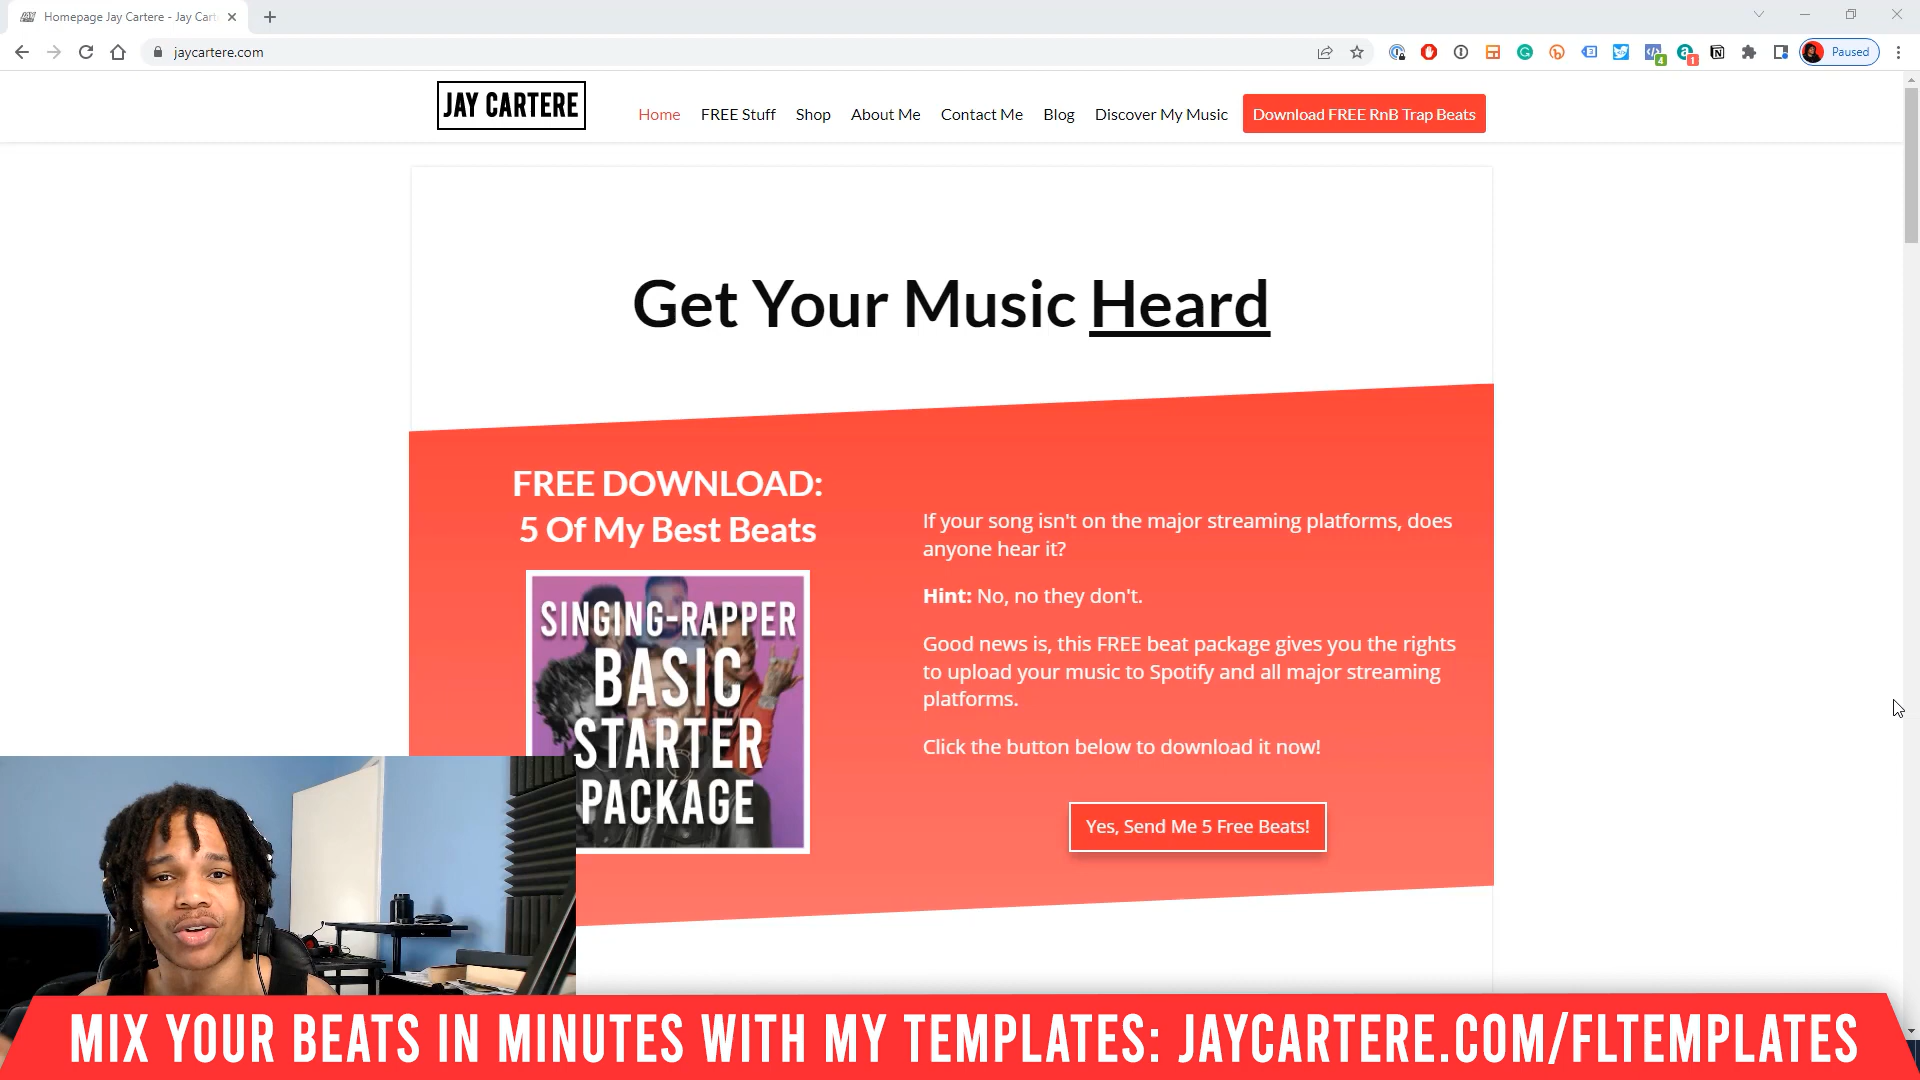 Homepage Jay Cartere - Jay Cart
jaycartere.com
Paused
4
1
JAY CARTERE
Home
FREE Stuff
Shop
About Me
Contact Me
Blog
Discover My Music
Download FREE RnB Trap Beats
Get Your Music Heard
FREE DOWNLOAD:
5 Of My Best Beats
SINGING-RAPPER
BASIC
STARTER
PACKAGE
If your song isn't on the major streaming platforms, does
anyone hear it?
Hint: No, no they don't.
Good news is, this FREE beat package gives you the rights
to upload your music to Spotify and all major streaming
platforms.
Click the button below to download it now!
Yes, Send Me 5 Free Beats!
MIX YOUR BEATS IN MINUTES WITH MY TEMPLATES: JAYCARTERE.COM/FLTEMPLATES